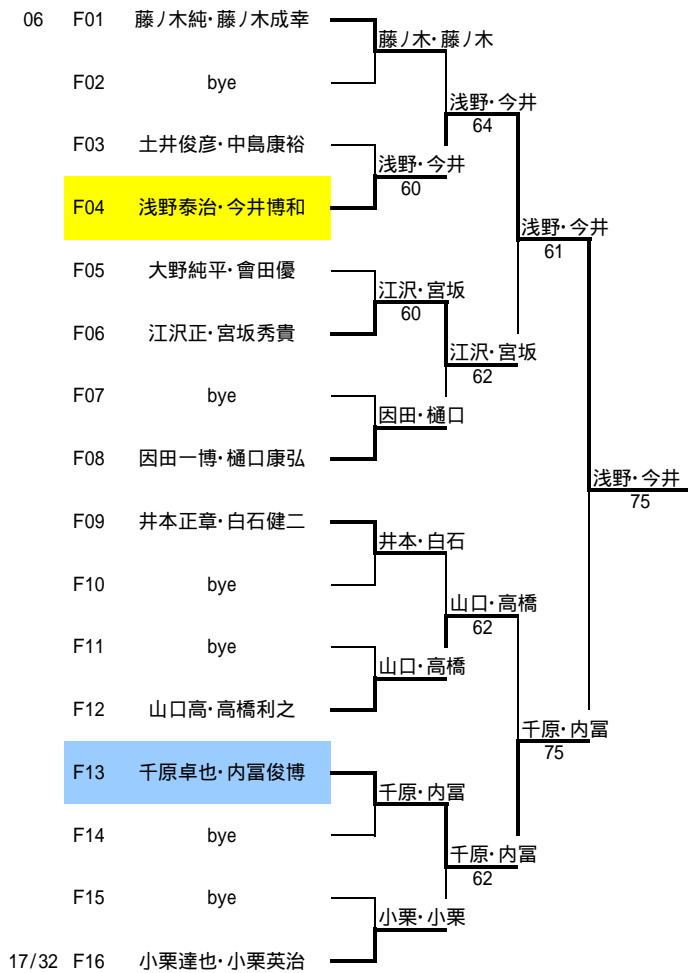 06 F01 藤ノ木純・藤ノ木成幸
藤ノ木・藤ノ木
F02 bye
浅野・今井
64
F03 土井俊彦・中島康裕
浅野・今井
60
F04 浅野泰治・今井博和
浅野・今井
61
F05 大野純平・會田優
江沢・宮坂
60
F06 江沢正・宮坂秀貴
江沢・宮坂
62
F07 bye
因田・樋口
F08 因田一博・樋口康弘
浅野・今井
75
F09 井本正章・白石健二
井本・白石
F10 bye
山口・高橋
62
F11 bye
山口・高橋
F12 山口高・高橋利之
千原・内冨
75
F13 千原卓也・内冨俊博
千原・内冨
F14 bye
千原・内冨
62
F15 bye
小栗・小栗
17/32 F16 小栗達也・小栗英治